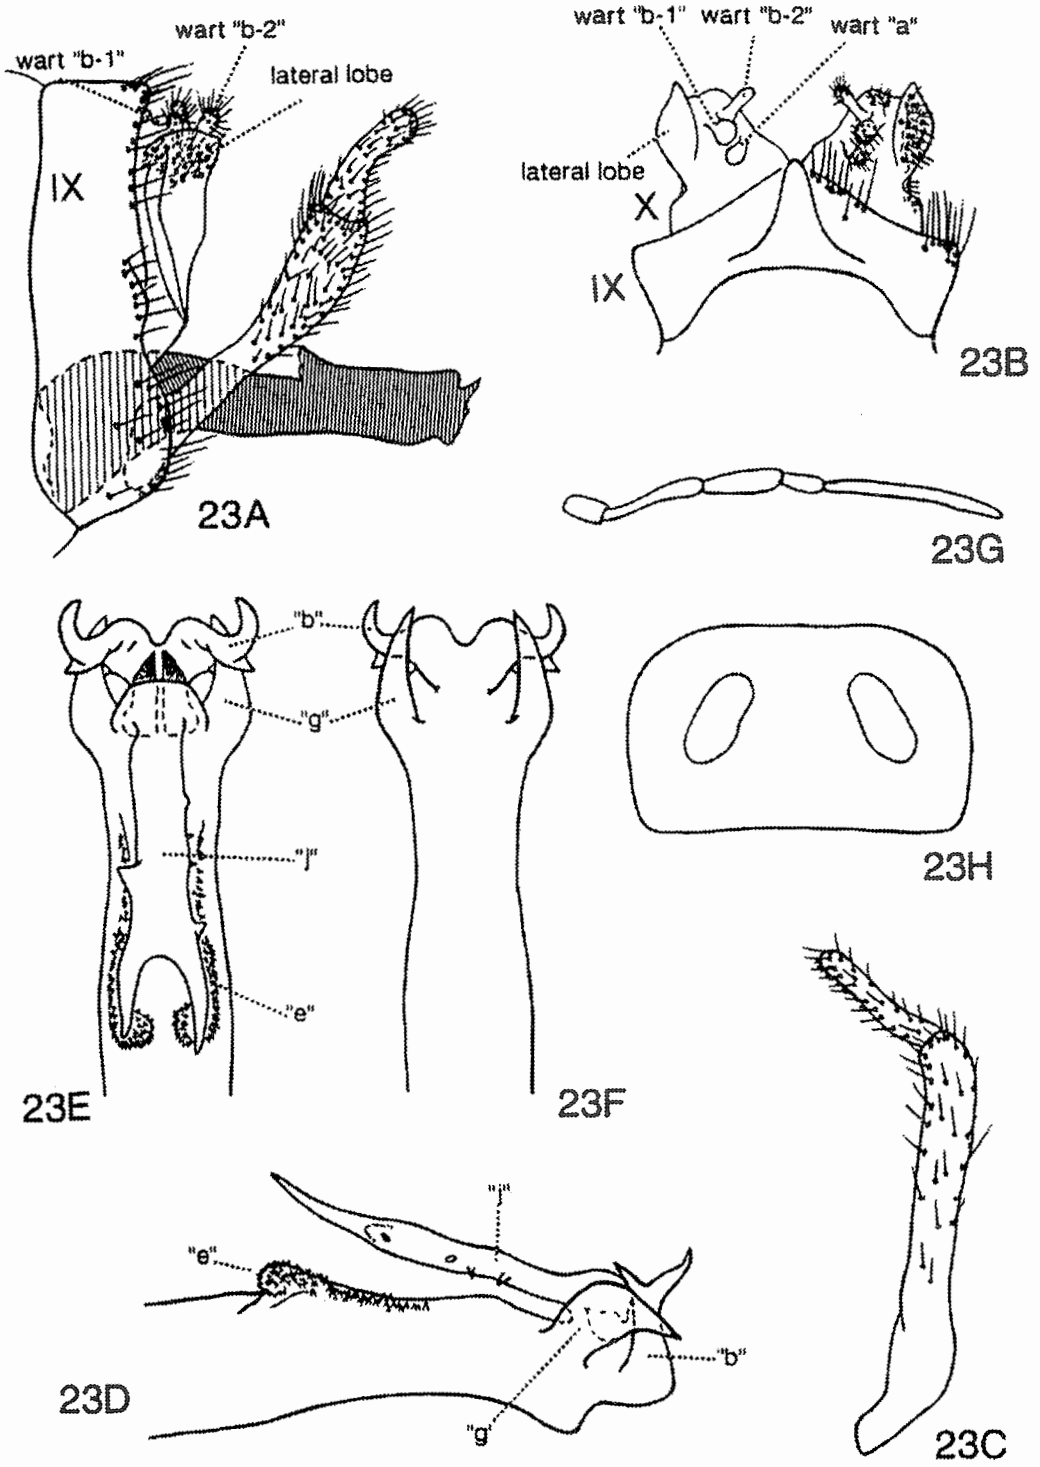 wart "b-1"
wart "b-2"
lateral lobe
IX
23A
wart "b-1" wart "b-2"
wart "a"
lateral lobe
X
IX
23B
23G
"b"
"g"
"j"
"e"
23E
23F
23H
"j"
"e"
"b"
"g'
23D
23C